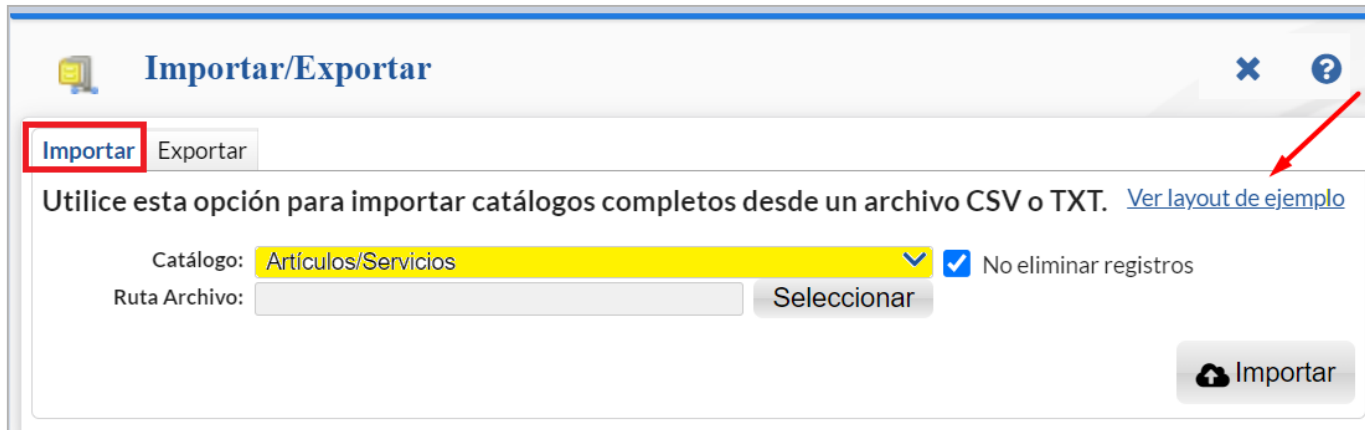 Importar/Exportar
Importar Exportar
Utilice esta opción para importar catálogos completos desde un archivo CSV o TXT. Ver layout de ejemplo
Catálogo: Artículos/Servicios No eliminar registros
Ruta Archivo: Seleccionar
Importar